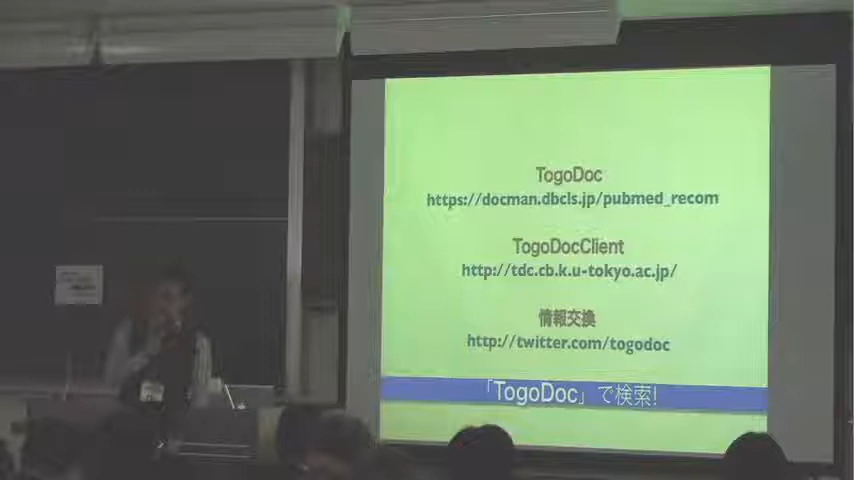 TogoDoc
https://docman.dbcls.jp/pubmed_recom
TogoDocClient
http://tdc.cb.k.u-tokyo.ac.jp/
情報交換
http://twitter.com/togodoc
「TogoDoc」で検索!